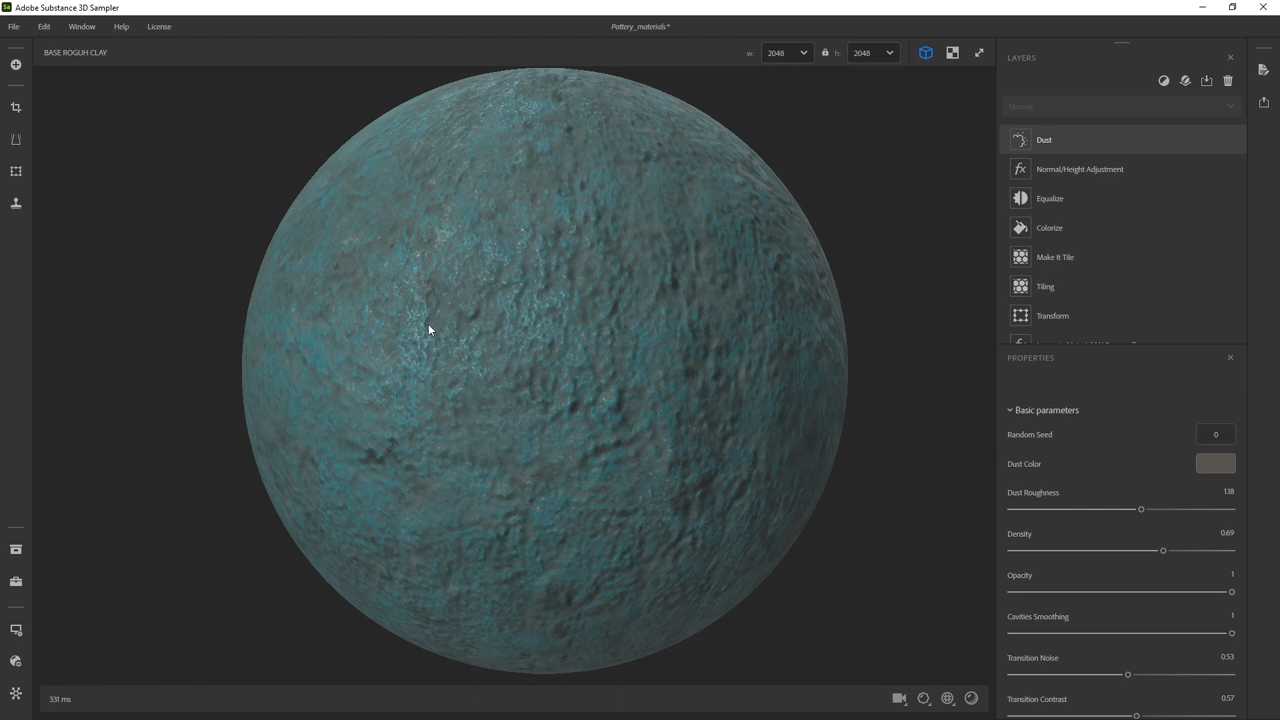 Sa Adobe Substance 3D Sampler
File Edit Window Help License Pottery_materials*
BASE ROGUH CLAY w: 2048 h: 2048
LAYERS
Normal
Dust
fx Normal/Height Adjustment
Equalize
Colorize
Make It Tile
Tiling
Transform
PROPERTIES
Basic parameters
Random Seed 0
Dust Color
Dust Roughness 1.18
Density 0.69
Opacity 1
Cavities Smoothing 1
Transition Noise 0.53
Transition Contrast 0.57
331 ms